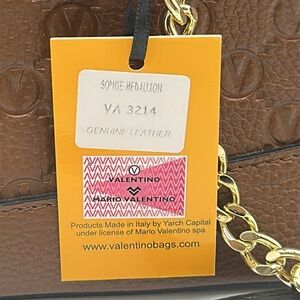 SOPHIE MEDALLION
VA 3214
GENUINE LEATHER
V
VALENTINO
MARIO VALENTINO
Products Made in Italy by Yarch Capital
under license of Mario Valentino spa
www.valentinobags.com